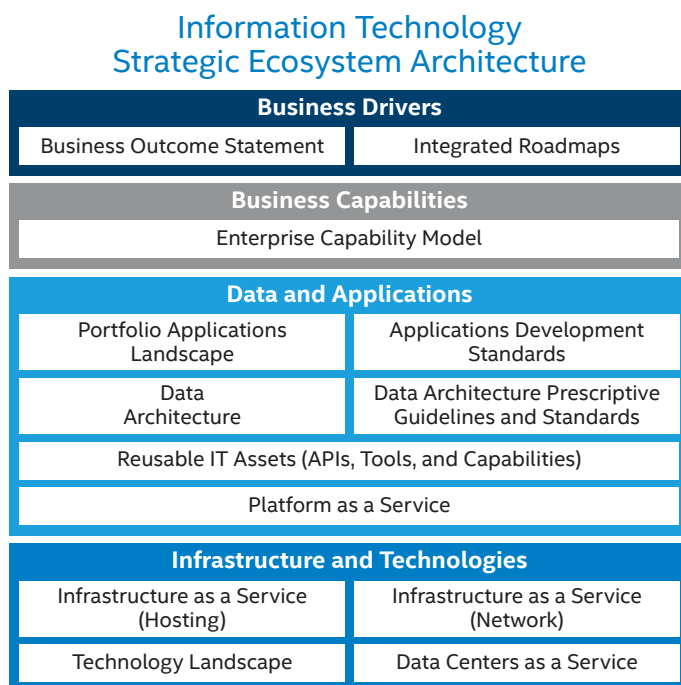 Information Technology
Strategic Ecosystem Architecture
Business Drivers
Business Outcome Statement
Integrated Roadmaps
Business Capabilities
Enterprise Capability Model
Data and Applications
Portfolio Applications
Landscape
Applications Development
Standards
Data
Architecture
Data Architecture Prescriptive
Guidelines and Standards
Reusable IT Assets (APIs, Tools, and Capabilities)
Platform as a Service
Infrastructure and Technologies
Infrastructure as a Service
(Hosting)
Infrastructure as a Service
(Network)
Technology Landscape
Data Centers as a Service